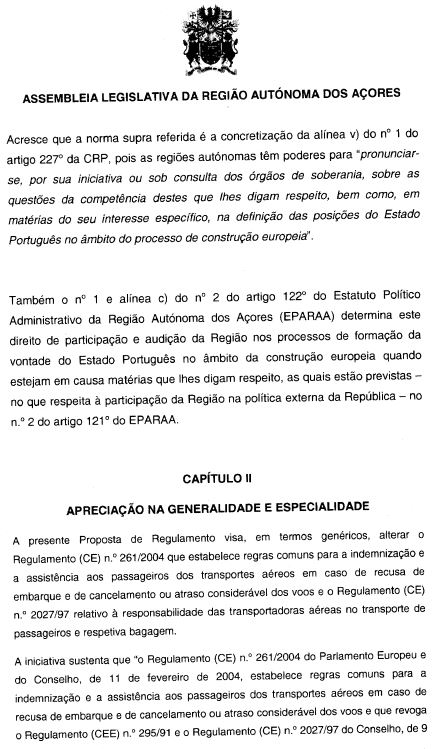 ASSEMBLEIA LEGISLATIVA DA REGIÃO AUTÓNOMA DOS AÇORES
Acresce que a norma supra referida é a concretização da alínea v) do nº 1 do
artigo 227º da CRP, pois as regiões autónomas têm poderes para "pronunciar-
se, por sua iniciativa ou sob consulta dos órgãos de soberania, sobre as
questões da competência destes que lhes digam respeito, bem como, em
matérias do seu interesse específico, na definição das posições do Estado
Português no âmbito do processo de construção europeia".
Também o nº 1 e alínea c) do nº 2 do artigo 122º do Estatuto Político
Administrativo da Região Autónoma dos Açores (EPARAA) determina este
direito de participação e audição da Região nos processos de formação da
vontade do Estado Português no âmbito da construção europeia quando
estejam em causa matérias que lhes digam respeito, as quais estão previstas –
no que respeita à participação da Região na política externa da República – no
n.º 2 do artigo 121º do EPARAA.
CAPÍTULO II
APRECIAÇÃO NA GENERALIDADE E ESPECIALIDADE
A presente Proposta de Regulamento visa, em termos genéricos, alterar o
Regulamento (CE) n.º 261/2004 que estabelece regras comuns para a indemnização e
a assistência aos passageiros dos transportes aéreos em caso de recusa de
embarque e de cancelamento ou atraso considerável dos voos e o Regulamento (CE)
n.º 2027/97 relativo à responsabilidade das transportadoras aéreas no transporte de
passageiros e respetiva bagagem.
A iniciativa sustenta que "o Regulamento (CE) n.º 261/2004 do Parlamento Europeu e
do Conselho, de 11 de fevereiro de 2004, estabelece regras comuns para a
indemnização e a assistência aos passageiros dos transportes aéreos em caso de
recusa de embarque e de cancelamento ou atraso considerável dos voos e que revoga
o Regulamento (CEE) n.º 295/91 e o Regulamento (CE) n.º 2027/97 do Conselho, de 9